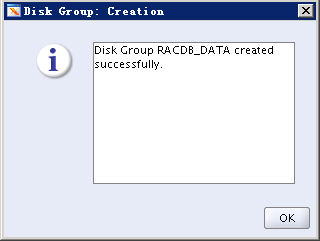 Disk Group: Creation
Disk Group RACDB_DATA created
successfully.
OK